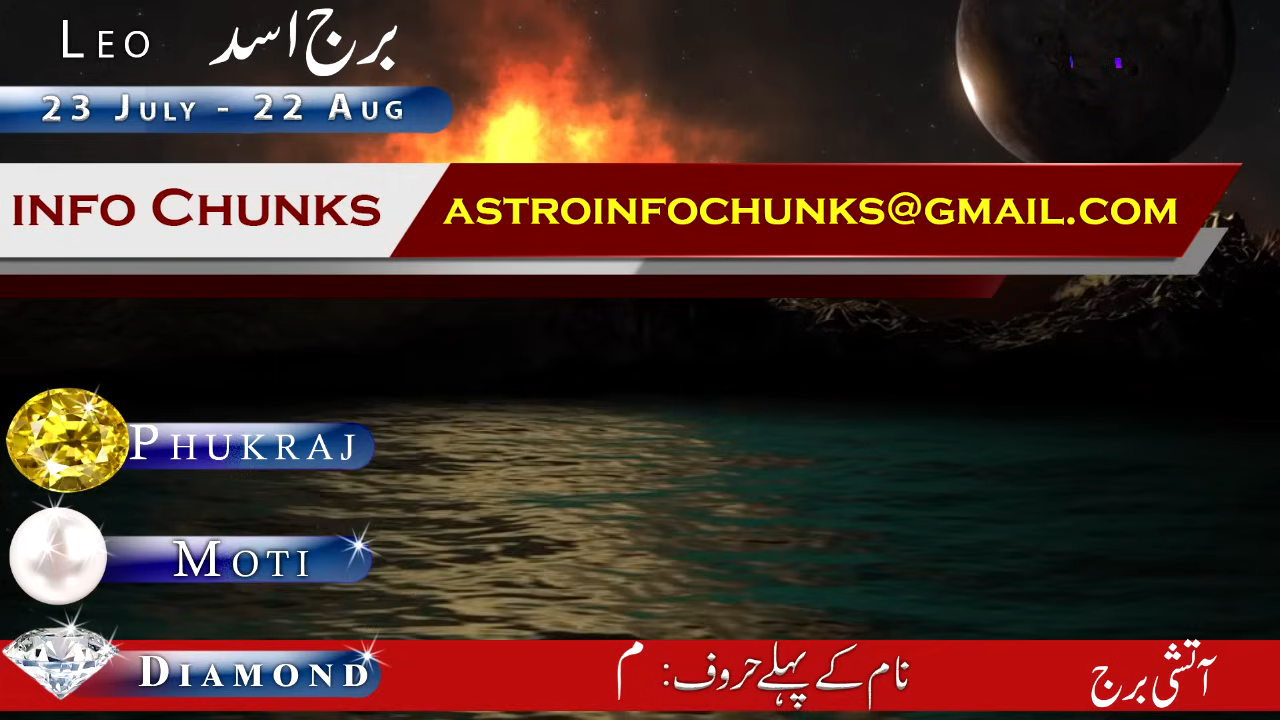 LEO برج اسد
23 JULY - 22 AUG
INFO CHUNKS ASTROINFOCHUNKS@GMAIL.COM
PHUKRAJ
MOTI
DIAMOND
نام کے پہلے حروف: م
آتشی برج